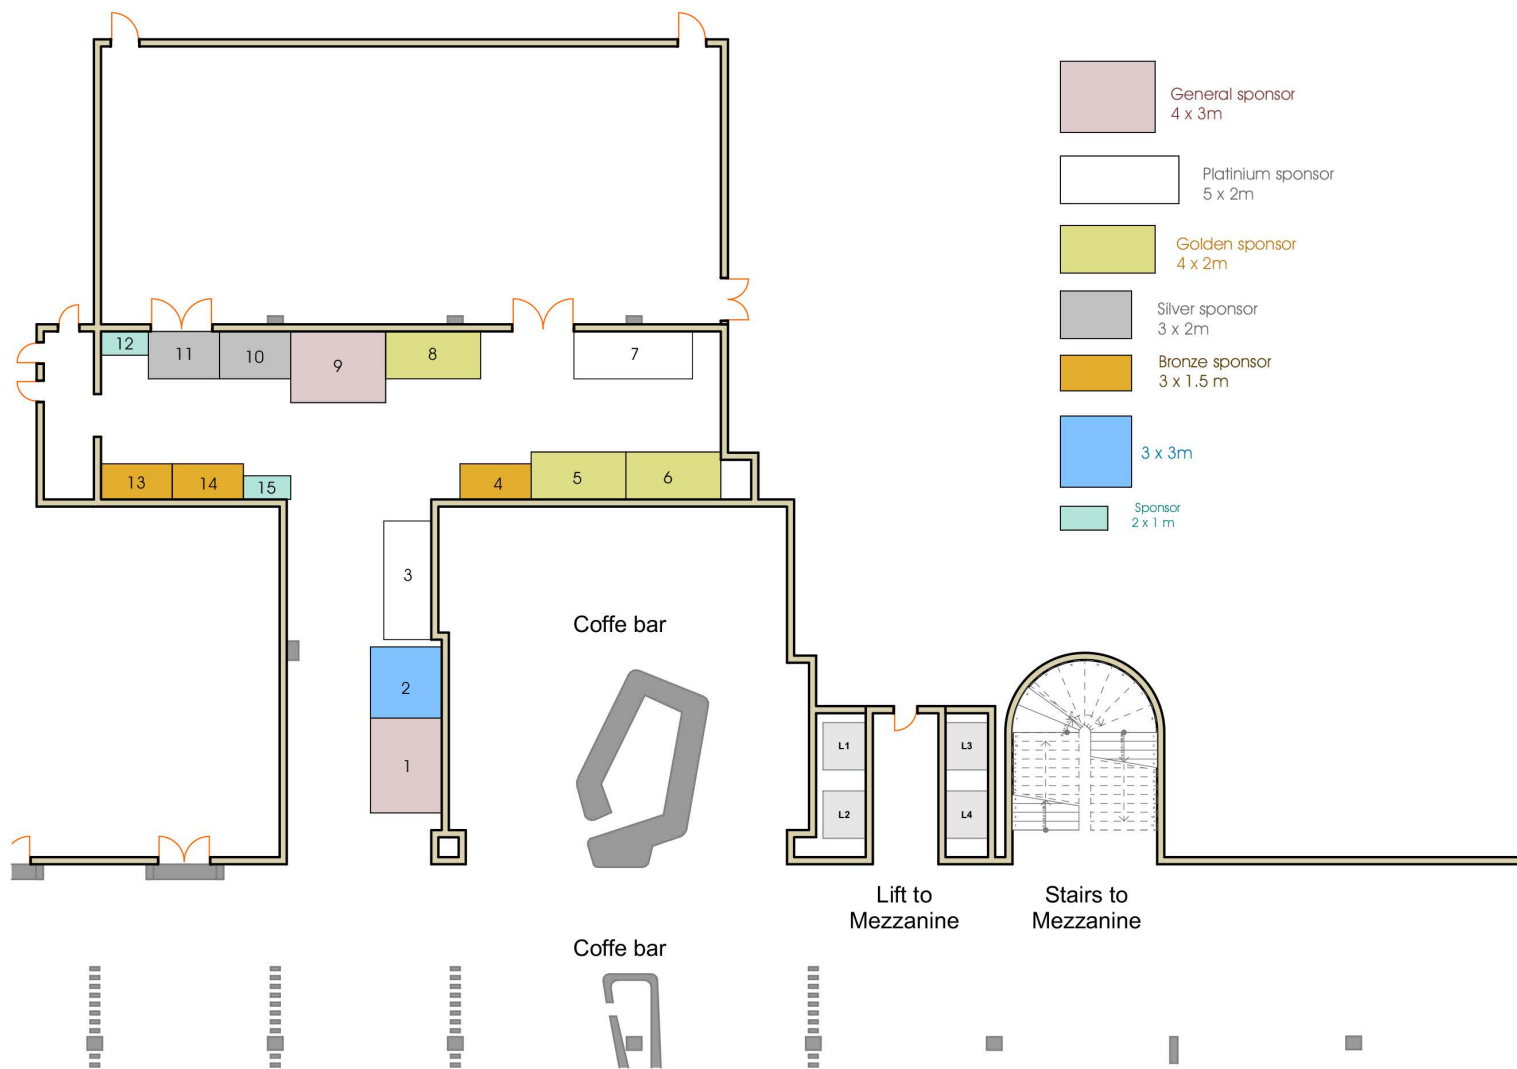 General sponsor
4 x 3m
Platinium sponsor
5 x 2m
Golden sponsor
4 x 2m
Silver sponsor
3 x 2m
Bronze sponsor
3 x 1.5 m
3 x 3m
Sponsor
2 x 1 m
12
11
10
9
8
7
13
14
15
4
5
6
3
2
1
Coffe bar
L1
L3
L2
L4
Lift to
Mezzanine
Stairs to
Mezzanine
Coffe bar